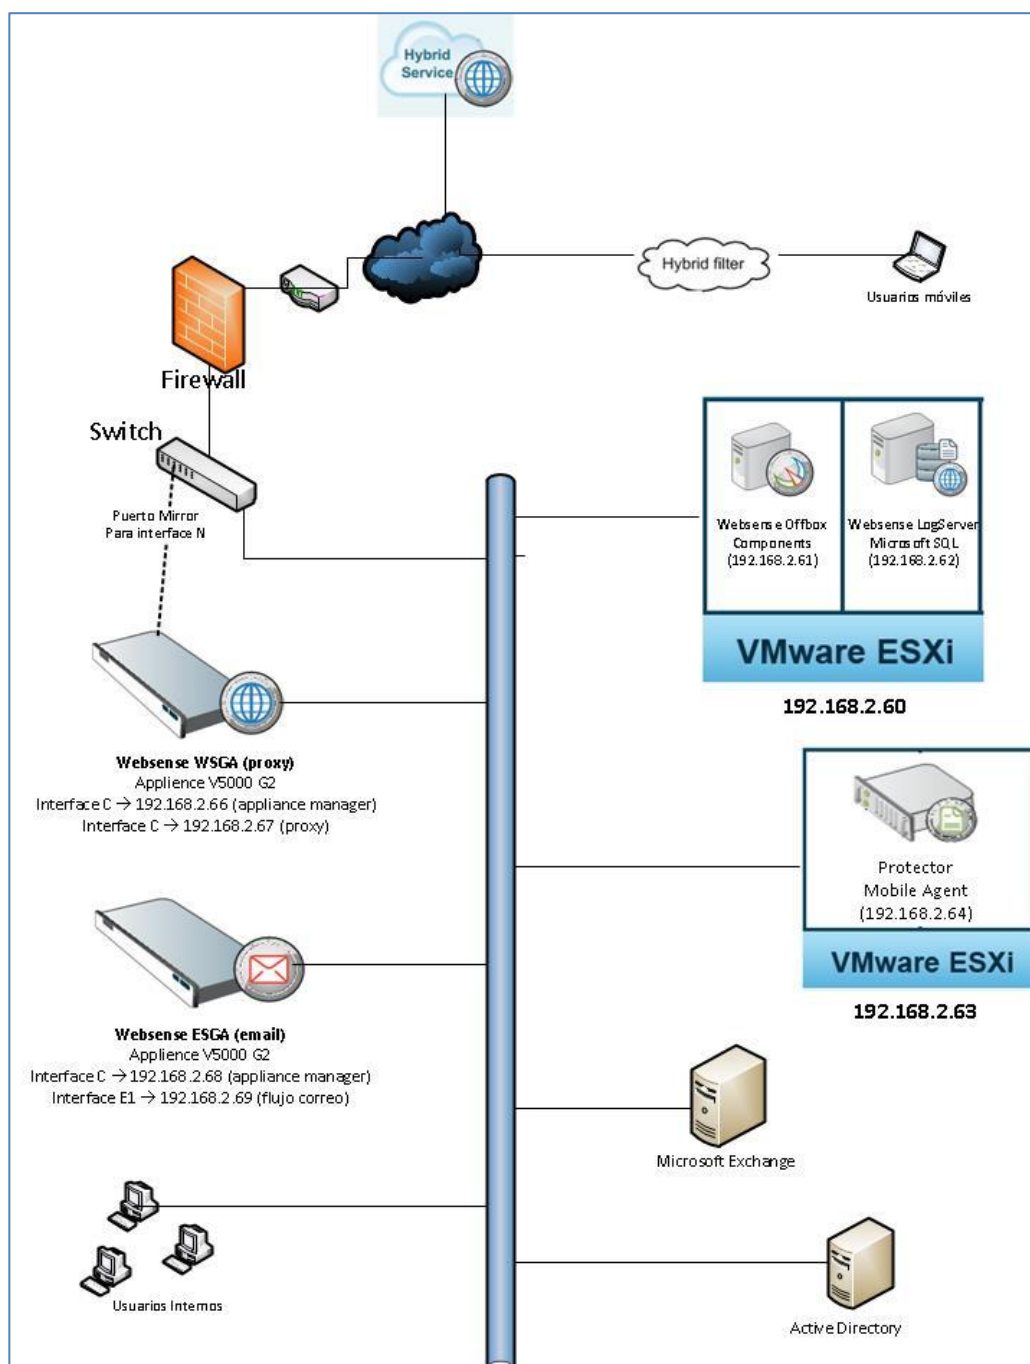 Hybrid
Service
Hybrid filter
Usuarios móviles
Firewall
Switch
Puerto Mirror
Para interface N
Websense Offbox
Components
(192.168.2.61)
Websense LogServer
Microsoft SQL
(192.168.2.62)
VMware ESXi
192.168.2.60
Websense WSGA (proxy)
Applience V5000 G2
Interface C → 192.168.2.66 (appliance manager)
Interface C → 192.168.2.67 (proxy)
Protector
Mobile Agent
(192.168.2.64)
VMware ESXi
192.168.2.63
Websense ESGA (email)
Applience V5000 G2
Interface C → 192.168.2.68 (appliance manager)
Interface E1 → 192.168.2.69 (flujo correo)
Microsoft Exchange
Usuarios Internos
Active Directory